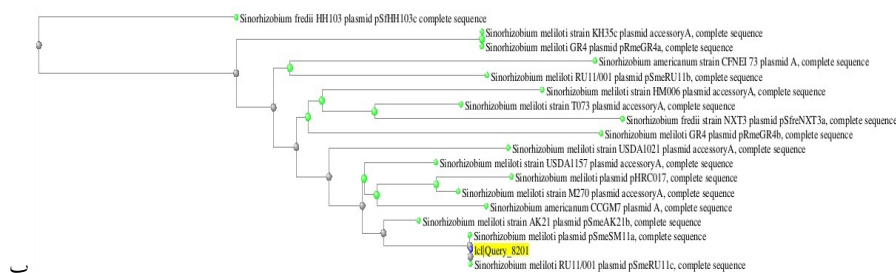 Sinorhizobium fredii HH103 plasmid pSfHH103c complete sequence
Sinorhizobium meliloti strain KH35c plasmid accessoryA, complete sequence
Sinorhizobium meliloti GR4 plasmid pRmeGR4a, complete sequence
Sinorhizobium americanum strain CFNEI 73 plasmid A, complete sequence
Sinorhizobium meliloti RU11/001 plasmid pSmeRU11b, complete sequence
Sinorhizobium meliloti strain HM006 plasmid accessoryA, complete sequence
Sinorhizobium meliloti strain T073 plasmid accessoryA, complete sequence
Sinorhizobium fredii strain NXT3 plasmid pSfreNXT3a, complete sequence
Sinorhizobium meliloti GR4 plasmid pRmeGR4b, complete sequence
Sinorhizobium meliloti strain USDA1021 plasmid accessoryA, complete sequence
Sinorhizobium meliloti strain USDA1157 plasmid accessoryA, complete sequence
Sinorhizobium meliloti plasmid pHRC017, complete sequence
Sinorhizobium meliloti strain M270 plasmid accessoryA, complete sequence
Sinorhizobium americanum CCGM7 plasmid A, complete sequence
Sinorhizobium meliloti strain AK21 plasmid pSmeAK21b, complete sequence
Sinorhizobium meliloti plasmid pSmeSM11a, complete sequence
lcl|Query_8201
Sinorhizobium meliloti RU11/001 plasmid pSmeRU11c, complete sequence